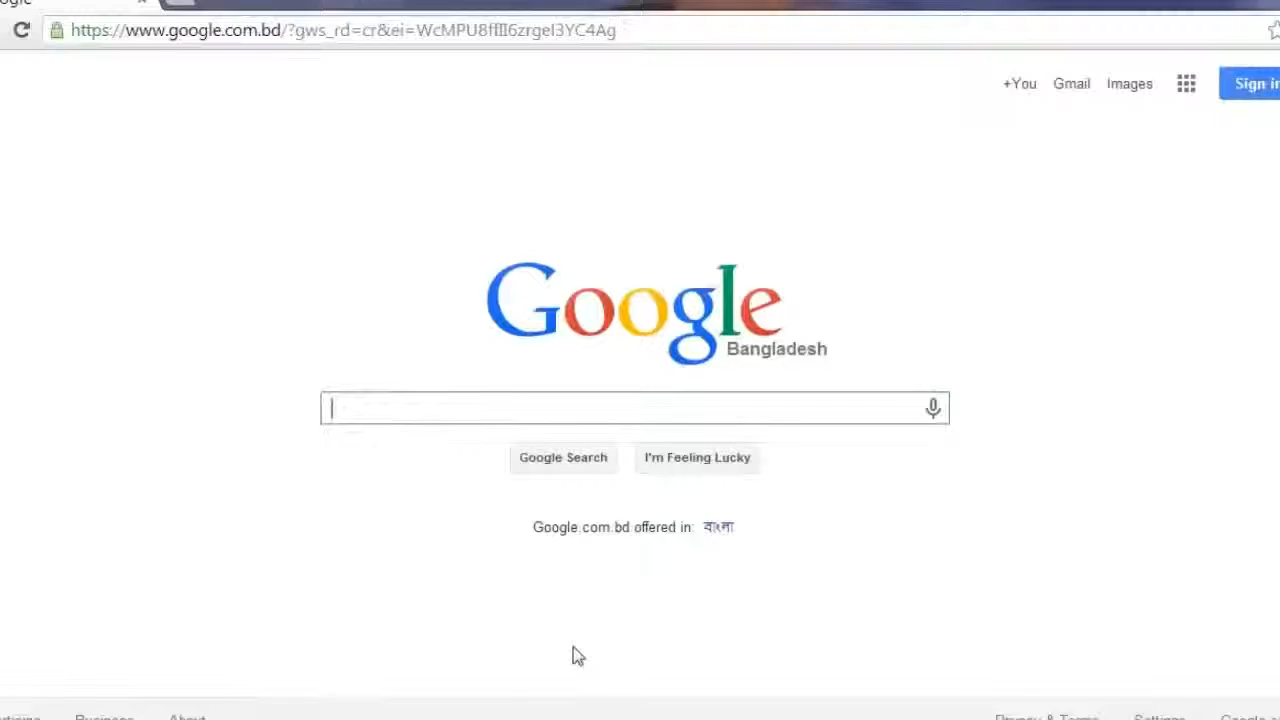 https://www.google.com.bd/?gws_rd=cr&ei=WcMPU8ffII6zrgeI3YC4Ag
+You Gmail Images Sign in
Google
Bangladesh
Google Search I'm Feeling Lucky
Google.com.bd offered in: বাংলা
Business About Privacy & Terms Settings